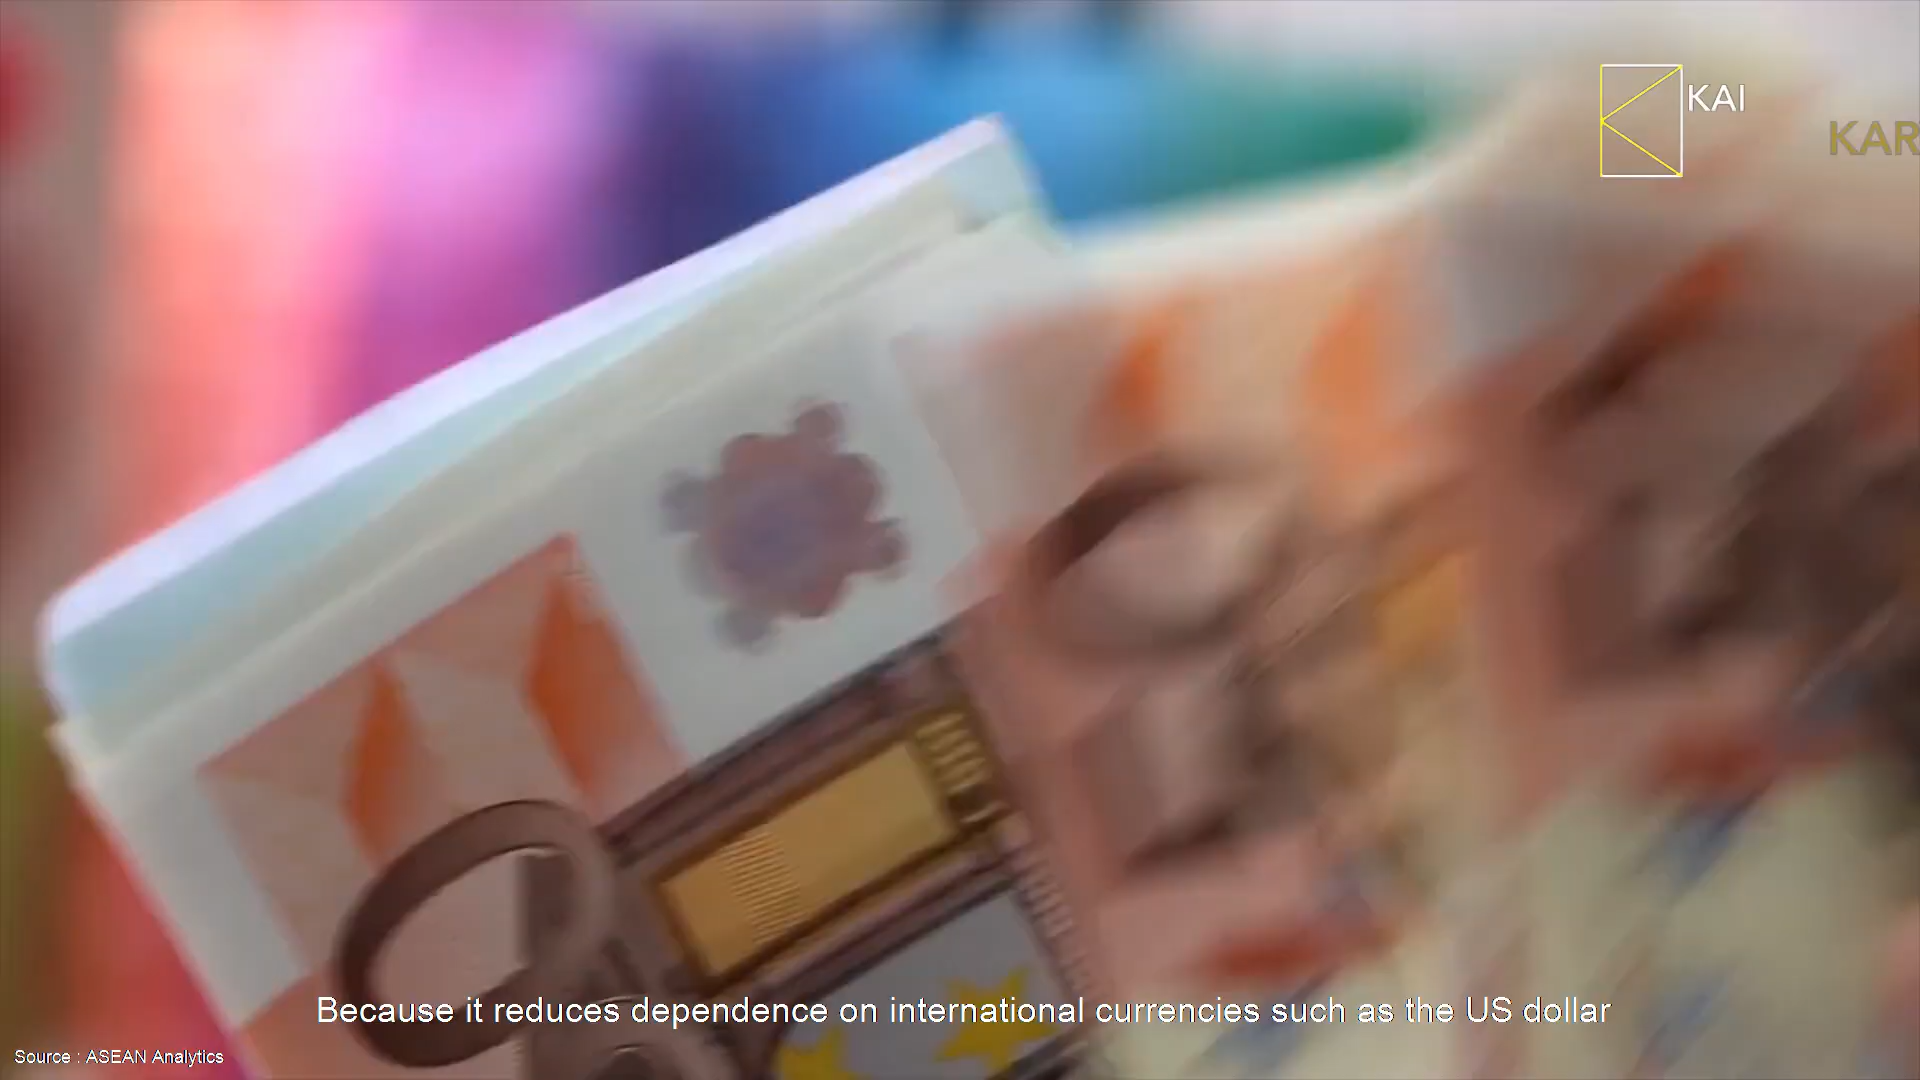 KAI
KAR
Because it reduces dependence on international currencies such as the US dollar
Source : ASEAN Analytics